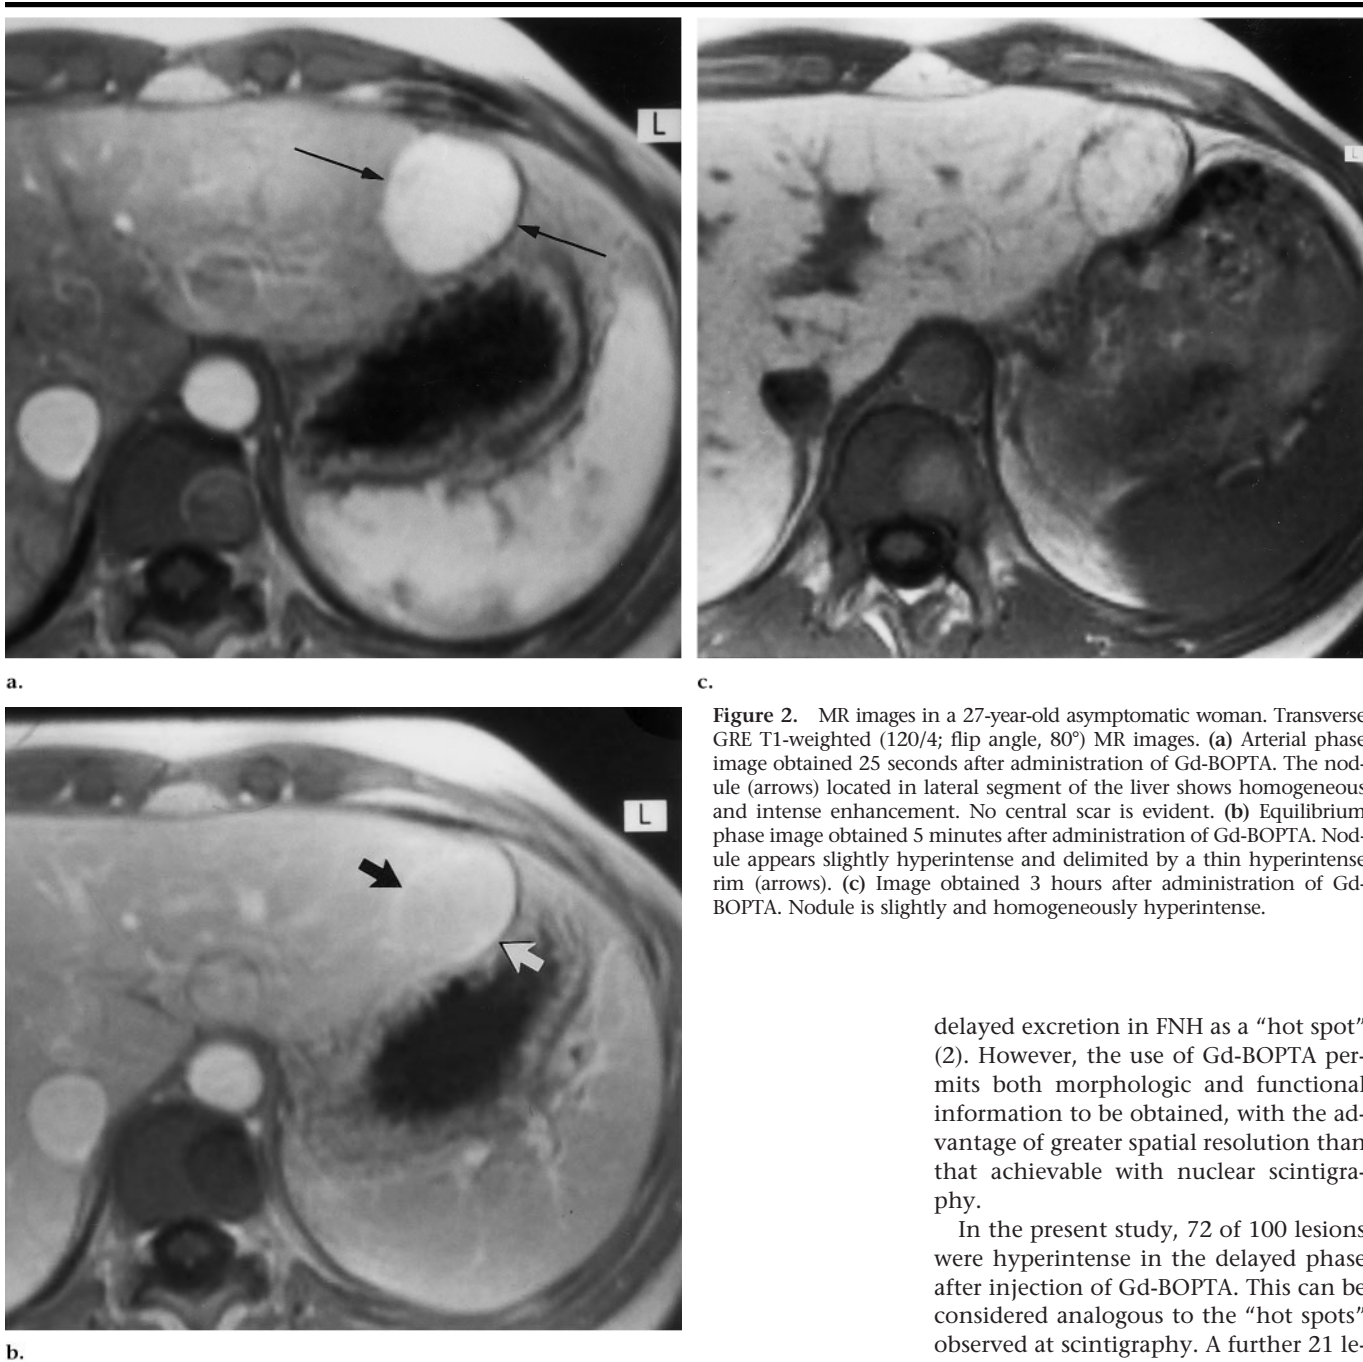 L
L
a.
c.
L
b.
Figure 2. MR images in a 27-year-old asymptomatic woman. Transverse
GRE T1-weighted (120/4; flip angle, 80°) MR images. (a) Arterial phase
image obtained 25 seconds after administration of Gd-BOPTA. The nod-
ule (arrows) located in lateral segment of the liver shows homogeneous
and intense enhancement. No central scar is evident. (b) Equilibrium
phase image obtained 5 minutes after administration of Gd-BOPTA. Nod-
ule appears slightly hyperintense and delimited by a thin hyperintense
rim (arrows). (c) Image obtained 3 hours after administration of Gd-
BOPTA. Nodule is slightly and homogeneously hyperintense.
delayed excretion in FNH as a “hot spot”
(2). However, the use of Gd-BOPTA per-
mits both morphologic and functional
information to be obtained, with the ad-
vantage of greater spatial resolution than
that achievable with nuclear scintigra-
phy.
In the present study, 72 of 100 lesions
were hyperintense in the delayed phase
after injection of Gd-BOPTA. This can be
considered analogous to the “hot spots”
observed at scintigraphy. A further 21 le-